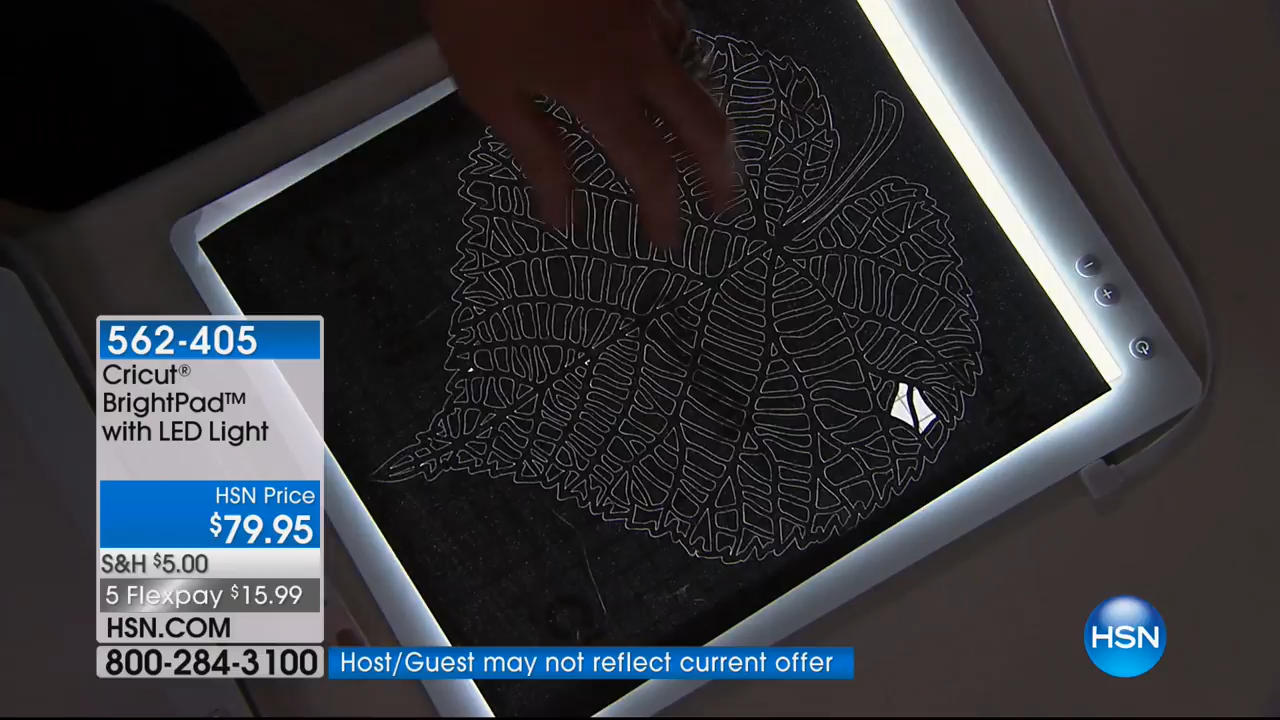 562-405
Cricut®
BrightPad™
with LED Light
HSN Price
$79.95
S&H $5.00
5 Flexpay $15.99
HSN.COM
800-284-3100
Host/Guest may not reflect current offer
HSN